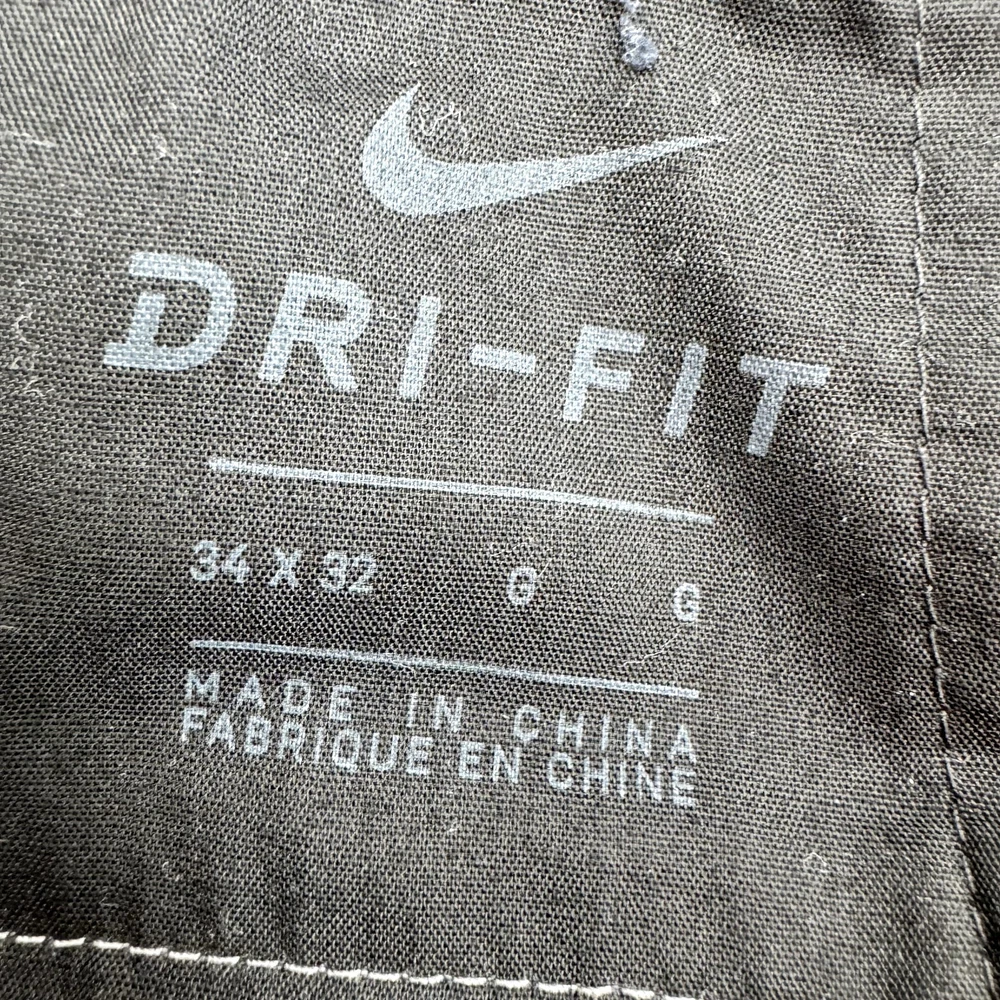 DRI-FIT
34 X 32 G G
MADE IN CHINA
FABRIQUE EN CHINE